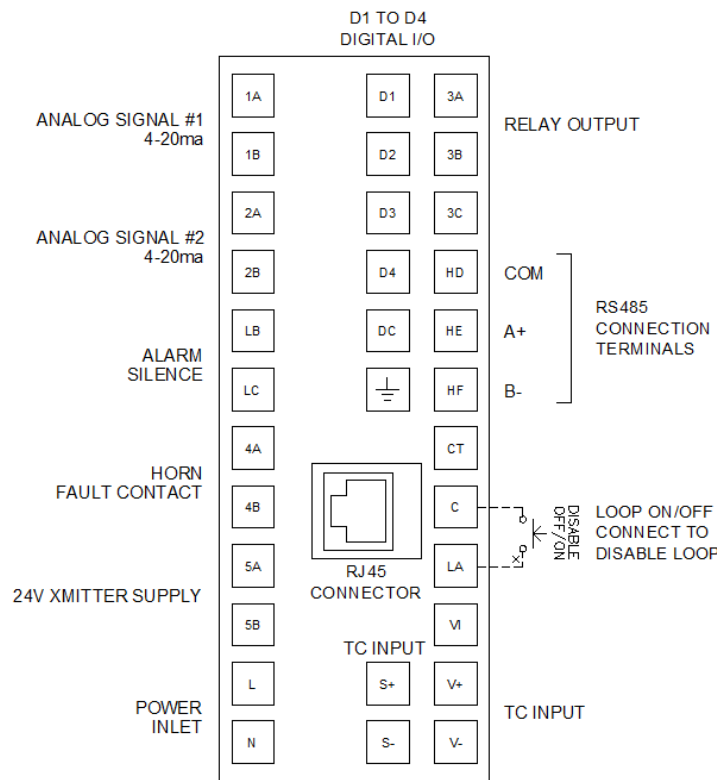 D1 TO D4
DIGITAL I/O
ANALOG SIGNAL #1
4-20ma
1A
1B
D1
D2
3A
3B
RELAY OUTPUT
ANALOG SIGNAL #2
4-20ma
2A
2B
D3
D4
3C
HD
COM
ALARM
SILENCE
LB
LC
DC
HE
A+
HF
B-
RS485
CONNECTION
TERMINALS
HORN
FAULT CONTACT
4A
4B
CT
C
LA
DISABLE
OFF/ON
LOOP ON/OFF
CONNECT TO
DISABLE LOOP
24V XMITTER SUPPLY
5A
5B
RJ45
CONNECTOR
VI
POWER
INLET
L
N
TC INPUT
S+
S-
V+
V-
TC INPUT